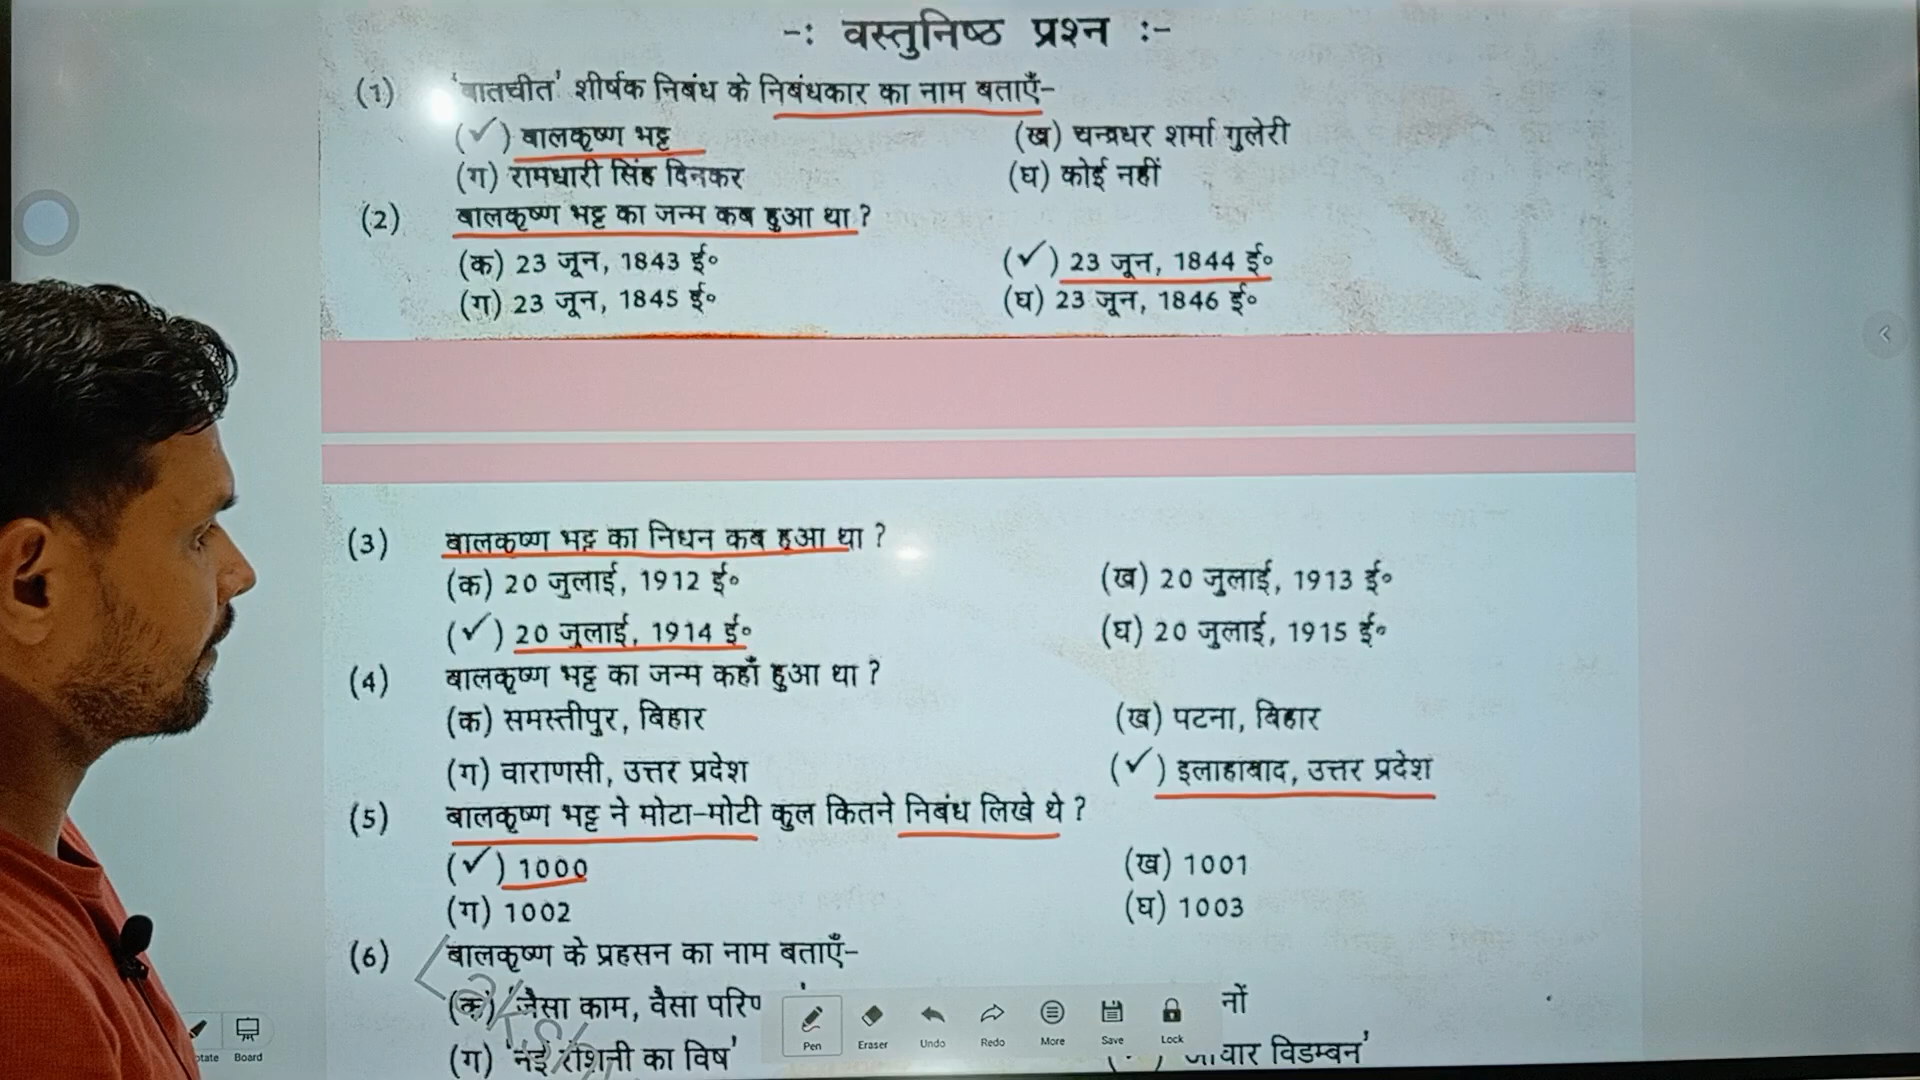 -: वस्तुनिष्ठ प्रश्न :-
(1) 'बातचीत' शीर्षक निबंध के निबंधकार का नाम बताएँ-
(✓) बालकृष्ण भट्ट (ख) चन्द्रधर शर्मा गुलेरी
(ग) रामधारी सिंह दिनकर (घ) कोई नहीं
(2) बालकृष्ण भट्ट का जन्म कब हुआ था ?
(क) 23 जून, 1843 ई० (✓) 23 जून, 1844 ई०
(ग) 23 जून, 1845 ई० (घ) 23 जून, 1846 ई०
(3) बालकृष्ण भट्ट का निधन कब हुआ था ?
(क) 20 जुलाई, 1912 ई० (ख) 20 जुलाई, 1913 ई०
(✓) 20 जुलाई, 1914 ई० (घ) 20 जुलाई, 1915 ई०
(4) बालकृष्ण भट्ट का जन्म कहाँ हुआ था ?
(क) समस्तीपुर, बिहार (ख) पटना, बिहार
(ग) वाराणसी, उत्तर प्रदेश (✓) इलाहाबाद, उत्तर प्रदेश
(5) बालकृष्ण भट्ट ने मोटा-मोटी कुल कितने निबंध लिखे थे ?
(✓) 1000 (ख) 1001
(ग) 1002 (घ) 1003
(6) बालकृष्ण के प्रहसन का नाम बताएँ-
(क) 'जैसा काम, वैसा नों
(ग) 'नई रोशनी का विष' विडम्बन'
Board Pen Eraser Undo Redo More Save Lock